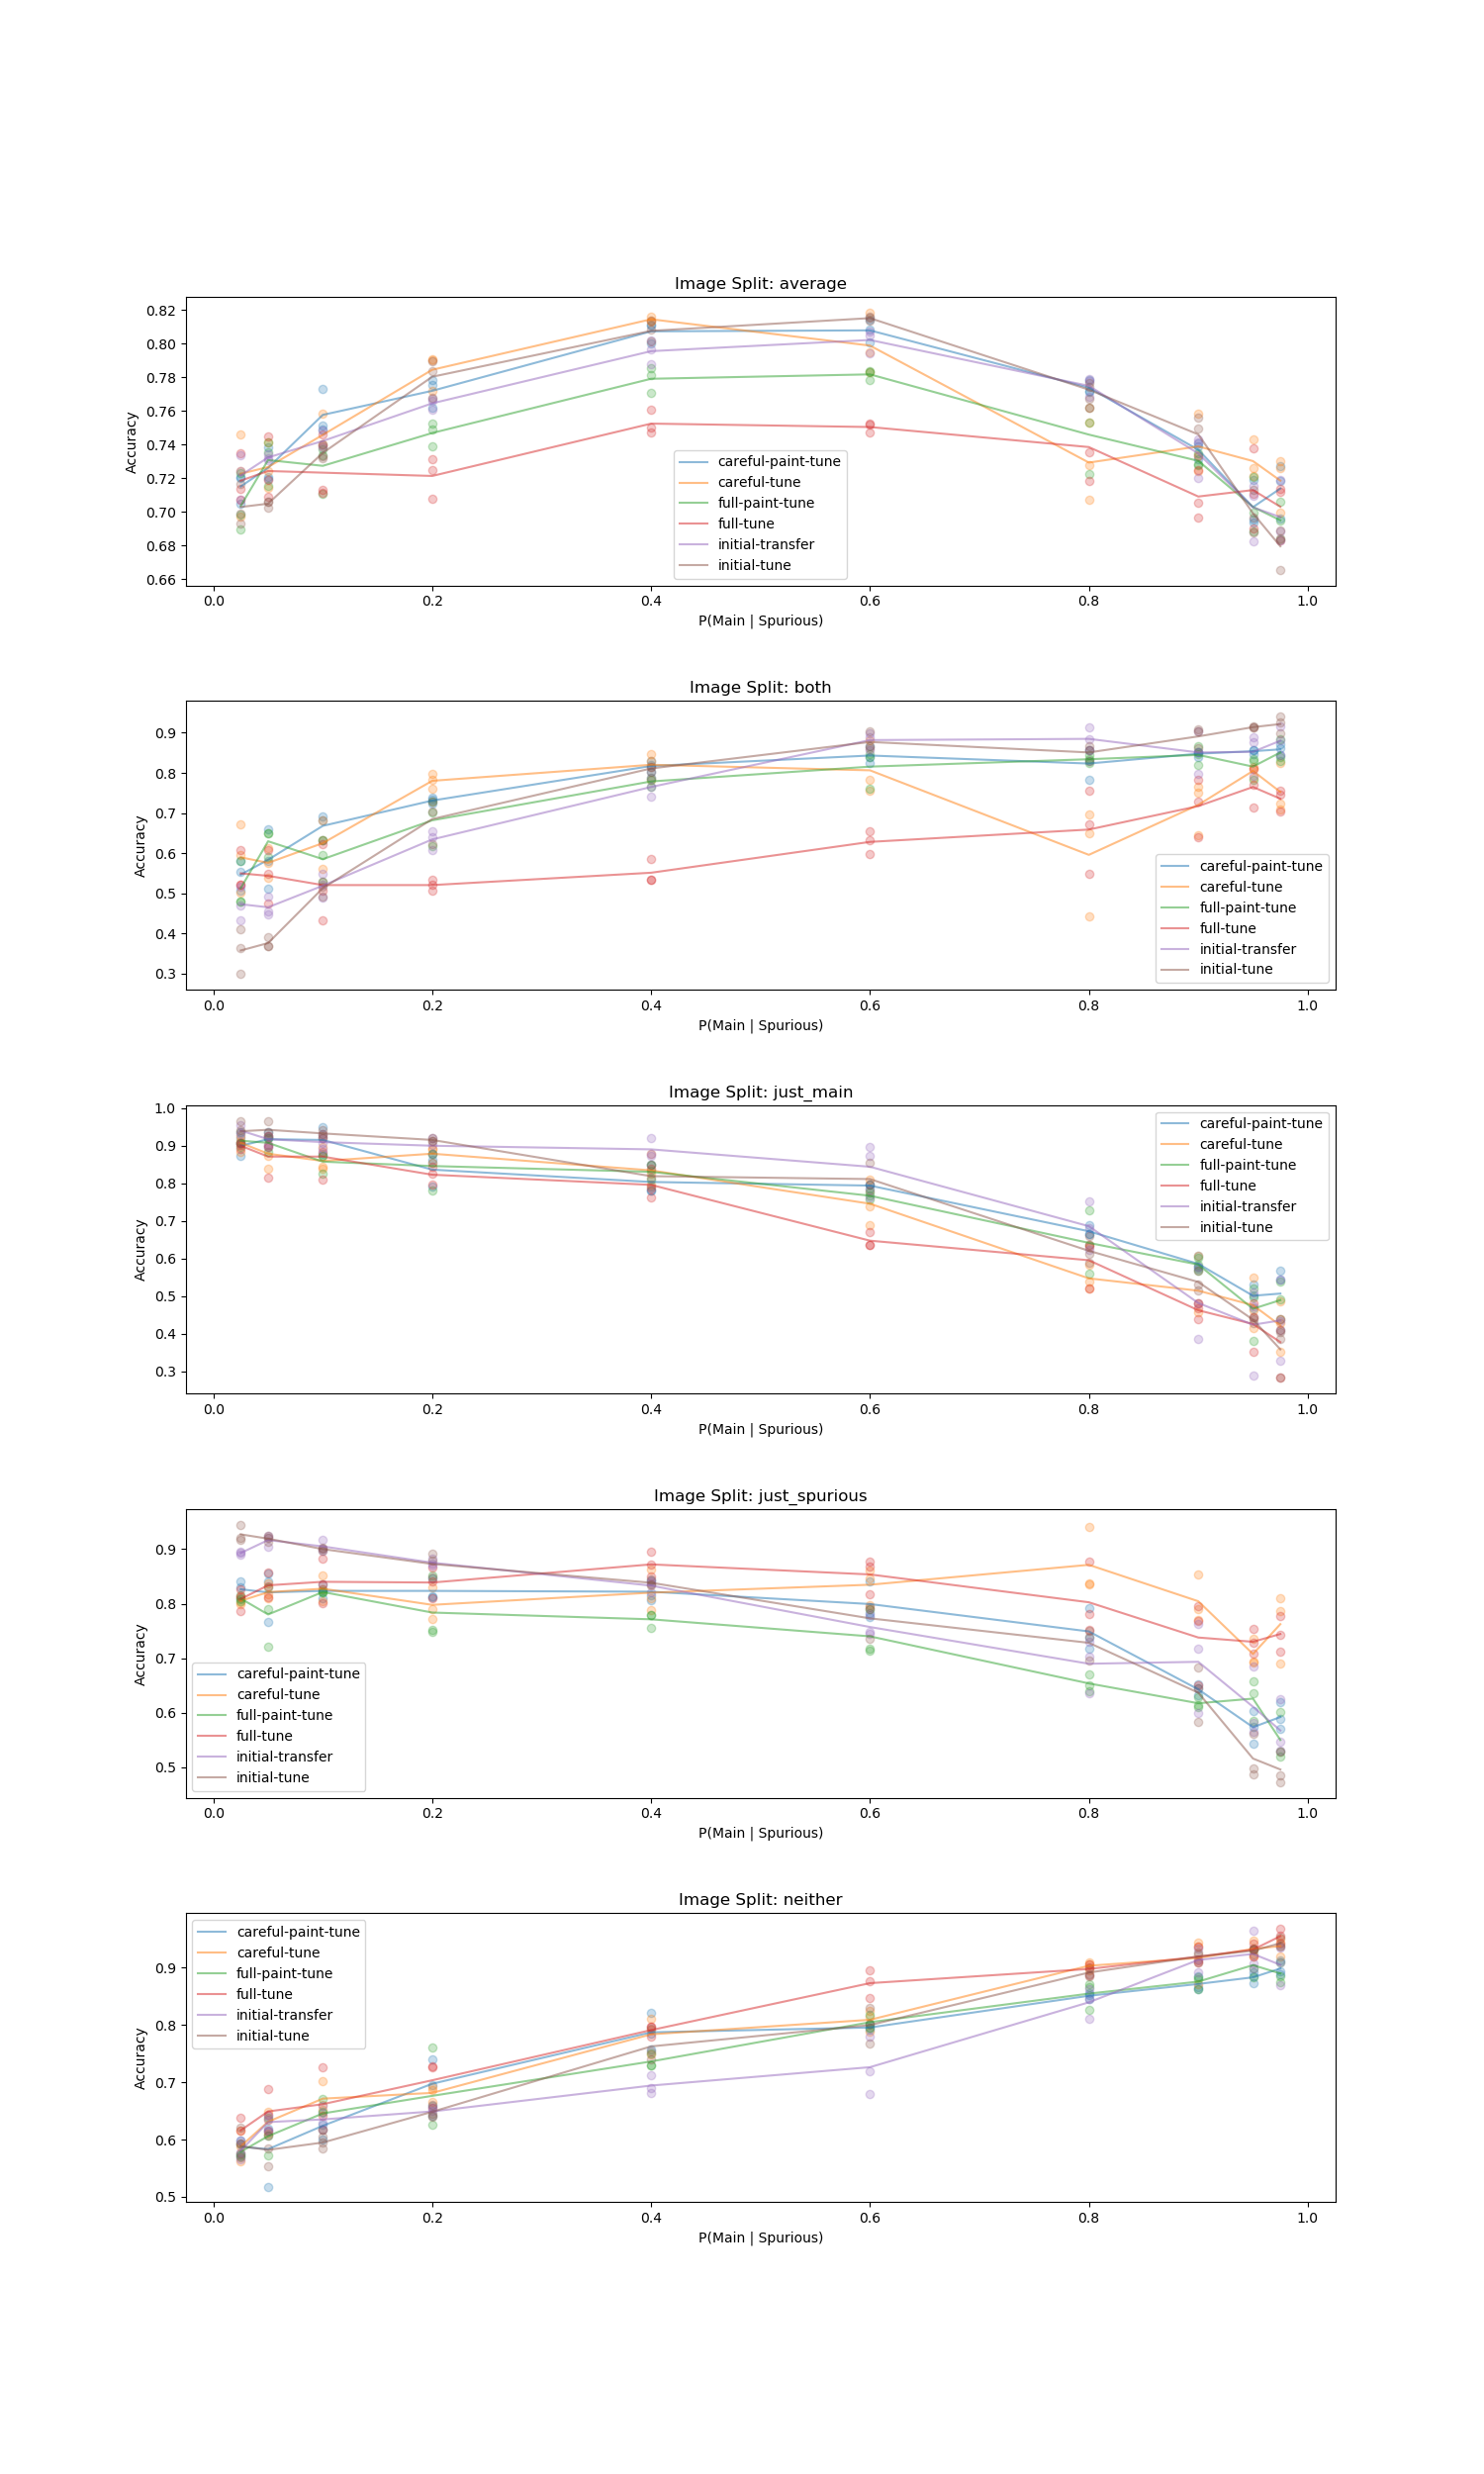 Image Split: average
0.82
0.80
0.78
0.76
0.74
0.72
0.70
0.68
0.66
Accuracy
careful-paint-tune
careful-tune
full-paint-tune
full-tune
initial-transfer
initial-tune
0.0 0.2 0.4 0.6 0.8 1.0
P(Main | Spurious)
Image Split: both
0.9
0.8
0.7
0.6
0.5
0.4
0.3
Accuracy
careful-paint-tune
careful-tune
full-paint-tune
full-tune
initial-transfer
initial-tune
0.0 0.2 0.4 0.6 0.8 1.0
P(Main | Spurious)
Image Split: just_main
1.0
0.9
0.8
0.7
0.6
0.5
0.4
0.3
Accuracy
careful-paint-tune
careful-tune
full-paint-tune
full-tune
initial-transfer
initial-tune
0.0 0.2 0.4 0.6 0.8 1.0
P(Main | Spurious)
Image Split: just_spurious
0.9
0.8
0.7
0.6
0.5
Accuracy
careful-paint-tune
careful-tune
full-paint-tune
full-tune
initial-transfer
initial-tune
0.0 0.2 0.4 0.6 0.8 1.0
P(Main | Spurious)
Image Split: neither
0.9
0.8
0.7
0.6
0.5
Accuracy
careful-paint-tune
careful-tune
full-paint-tune
full-tune
initial-transfer
initial-tune
0.0 0.2 0.4 0.6 0.8 1.0
P(Main | Spurious)